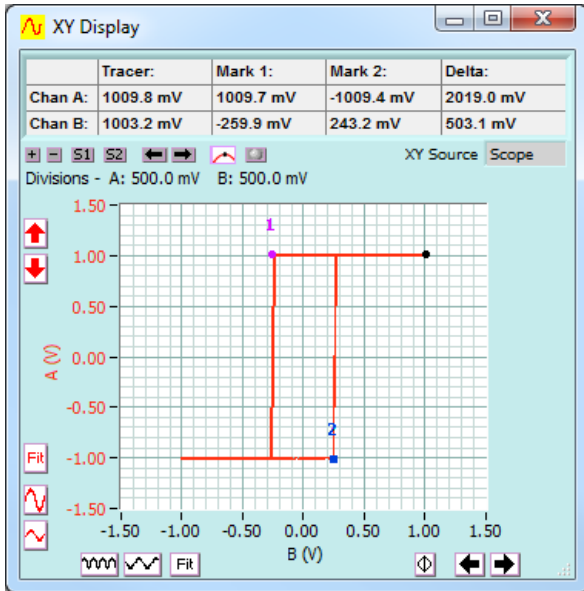 XY Display
Tracer: Mark 1: Mark 2: Delta:
Chan A: 1009.8 mV 1009.7 mV -1009.4 mV 2019.0 mV
Chan B: 1003.2 mV -259.9 mV 243.2 mV 503.1 mV
+ - S1 S2 XY Source Scope
Divisions - A: 500.0 mV B: 500.0 mV
1.50
1
1.00
0.50
A (V)
0.00
-0.50
2
Fit
-1.00
-1.50
-1.50 -1.00 -0.50 0.00 0.50 1.00 1.50
B (V)
Fit